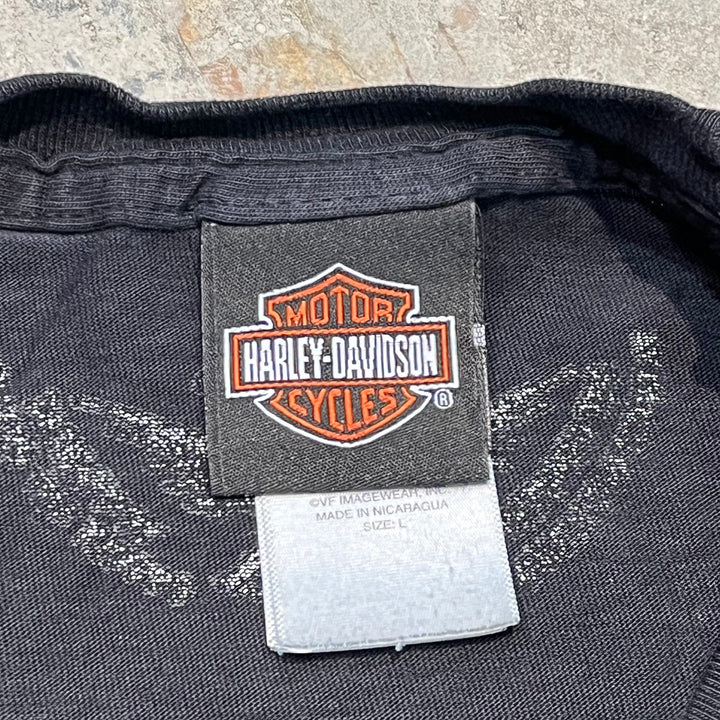 MOTOR
HARLEY-DAVIDSON
CYCLES
®
©VF IMAGEWEAR, INC.
MADE IN NICARAGUA
SIZE: L